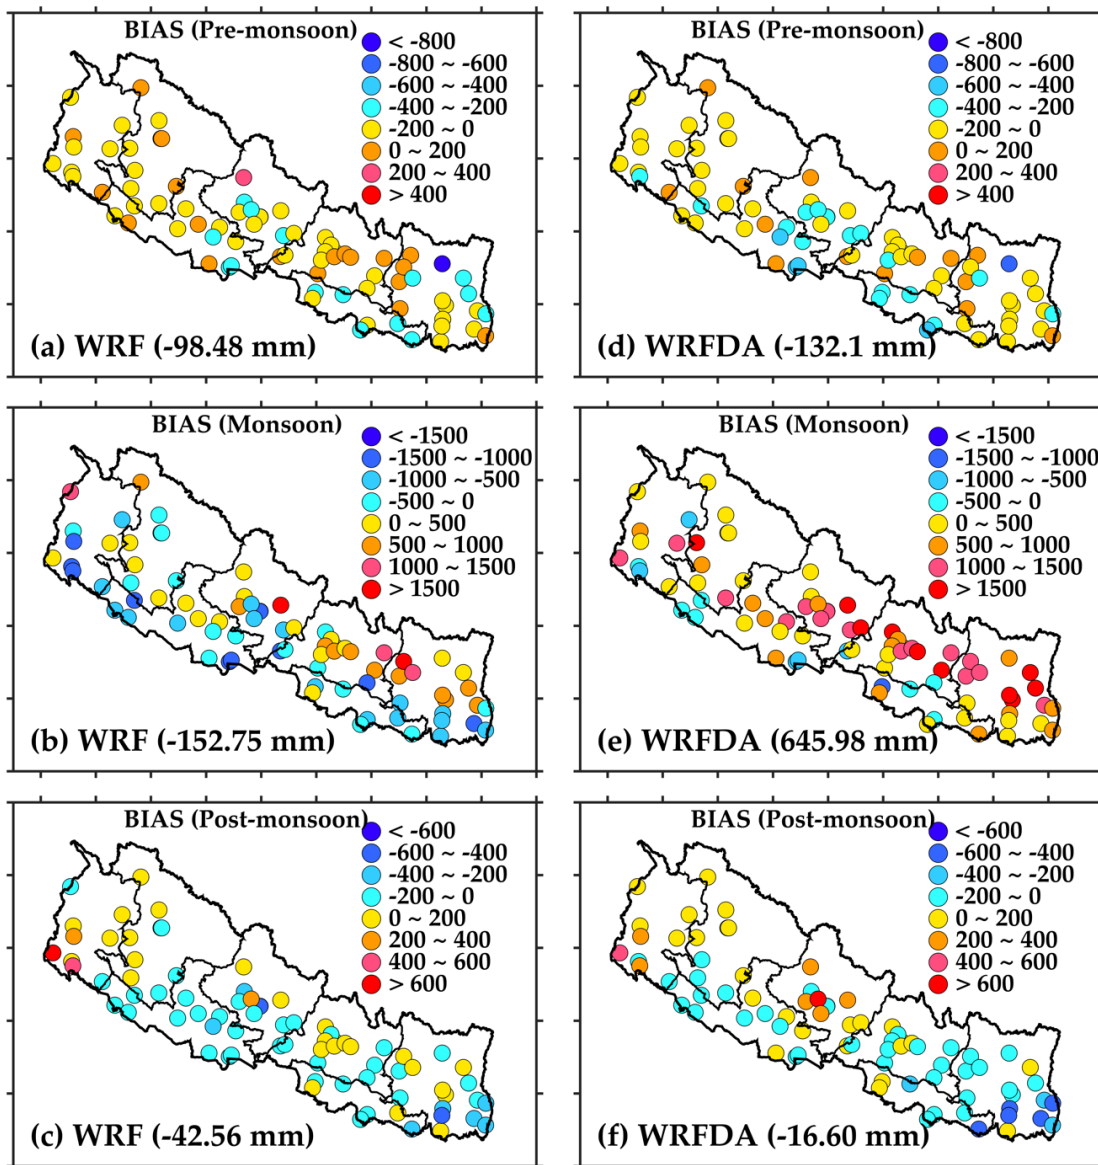 BIAS (Pre-monsoon)
< -800
-800 ~ -600
-600 ~ -400
-400 ~ -200
-200 ~ 0
0 ~ 200
200 ~ 400
> 400
(a) WRF (-98.48 mm)
BIAS (Pre-monsoon)
< -800
-800 ~ -600
-600 ~ -400
-400 ~ -200
-200 ~ 0
0 ~ 200
200 ~ 400
> 400
(d) WRFDA (-132.1 mm)
BIAS (Monsoon)
< -1500
-1500 ~ -1000
-1000 ~ -500
-500 ~ 0
0 ~ 500
500 ~ 1000
1000 ~ 1500
> 1500
(b) WRF (-152.75 mm)
BIAS (Monsoon)
< -1500
-1500 ~ -1000
-1000 ~ -500
-500 ~ 0
0 ~ 500
500 ~ 1000
1000 ~ 1500
> 1500
(e) WRFDA (645.98 mm)
BIAS (Post-monsoon)
< -600
-600 ~ -400
-400 ~ -200
-200 ~ 0
0 ~ 200
200 ~ 400
400 ~ 600
> 600
(c) WRF (-42.56 mm)
BIAS (Post-monsoon)
< -600
-600 ~ -400
-400 ~ -200
-200 ~ 0
0 ~ 200
200 ~ 400
400 ~ 600
> 600
(f) WRFDA (-16.60 mm)